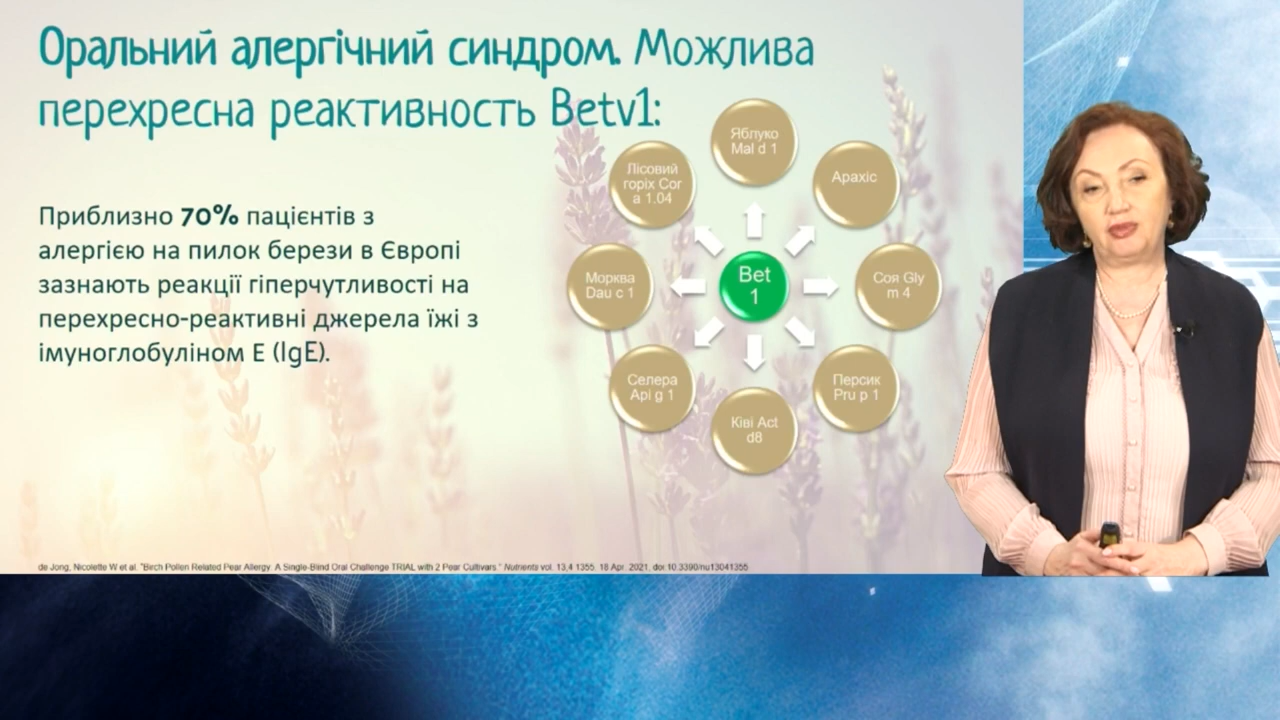 Оральний алергічний синдром. Можлива
перехресна реактивность Betv1:
Приблизно 70% пацієнтів з
алергією на пилок берези в Європі
зазнають реакції гіперчутливості на
перехресно-реактивні джерела їжі з
імуноглобуліном Е (IgE).
Яблуко
Mal d 1
Арахіс
Соя Gly
m 4
Персик
Pru p 1
Ківі Act
d8
Селера
Api g 1
Морква
Dau c 1
Лісовий
горіх Cor
a 1.04
Bet
1
de Jong, Nicolette W et al. "Birch Pollen Related Pear Allergy: A Single-Blind Oral Challenge TRIAL with 2 Pear Cultivars." Nutrients vol. 13,4 1355. 18 Apr. 2021, doi:10.3390/nu13041355